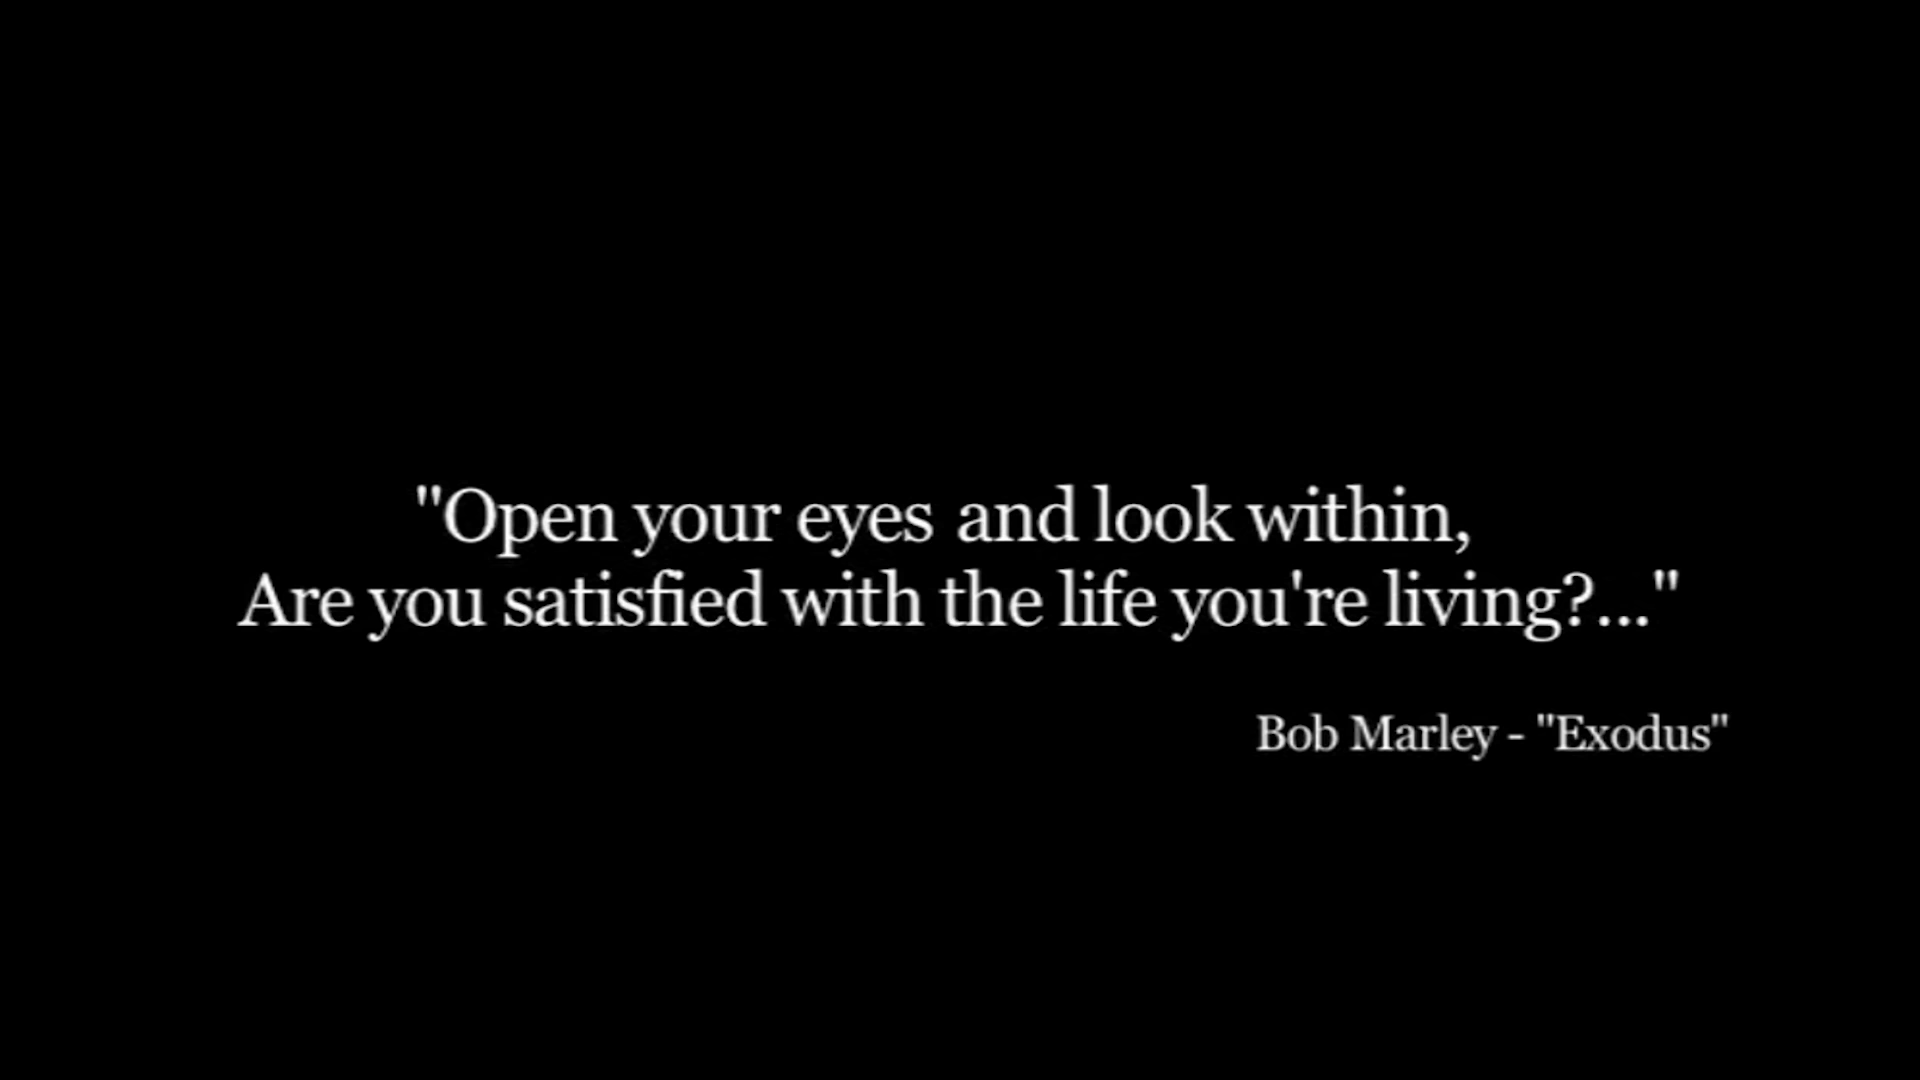 "Open your eyes and look within,
Are you satisfied with the life you're living?..."
Bob Marley - "Exodus"